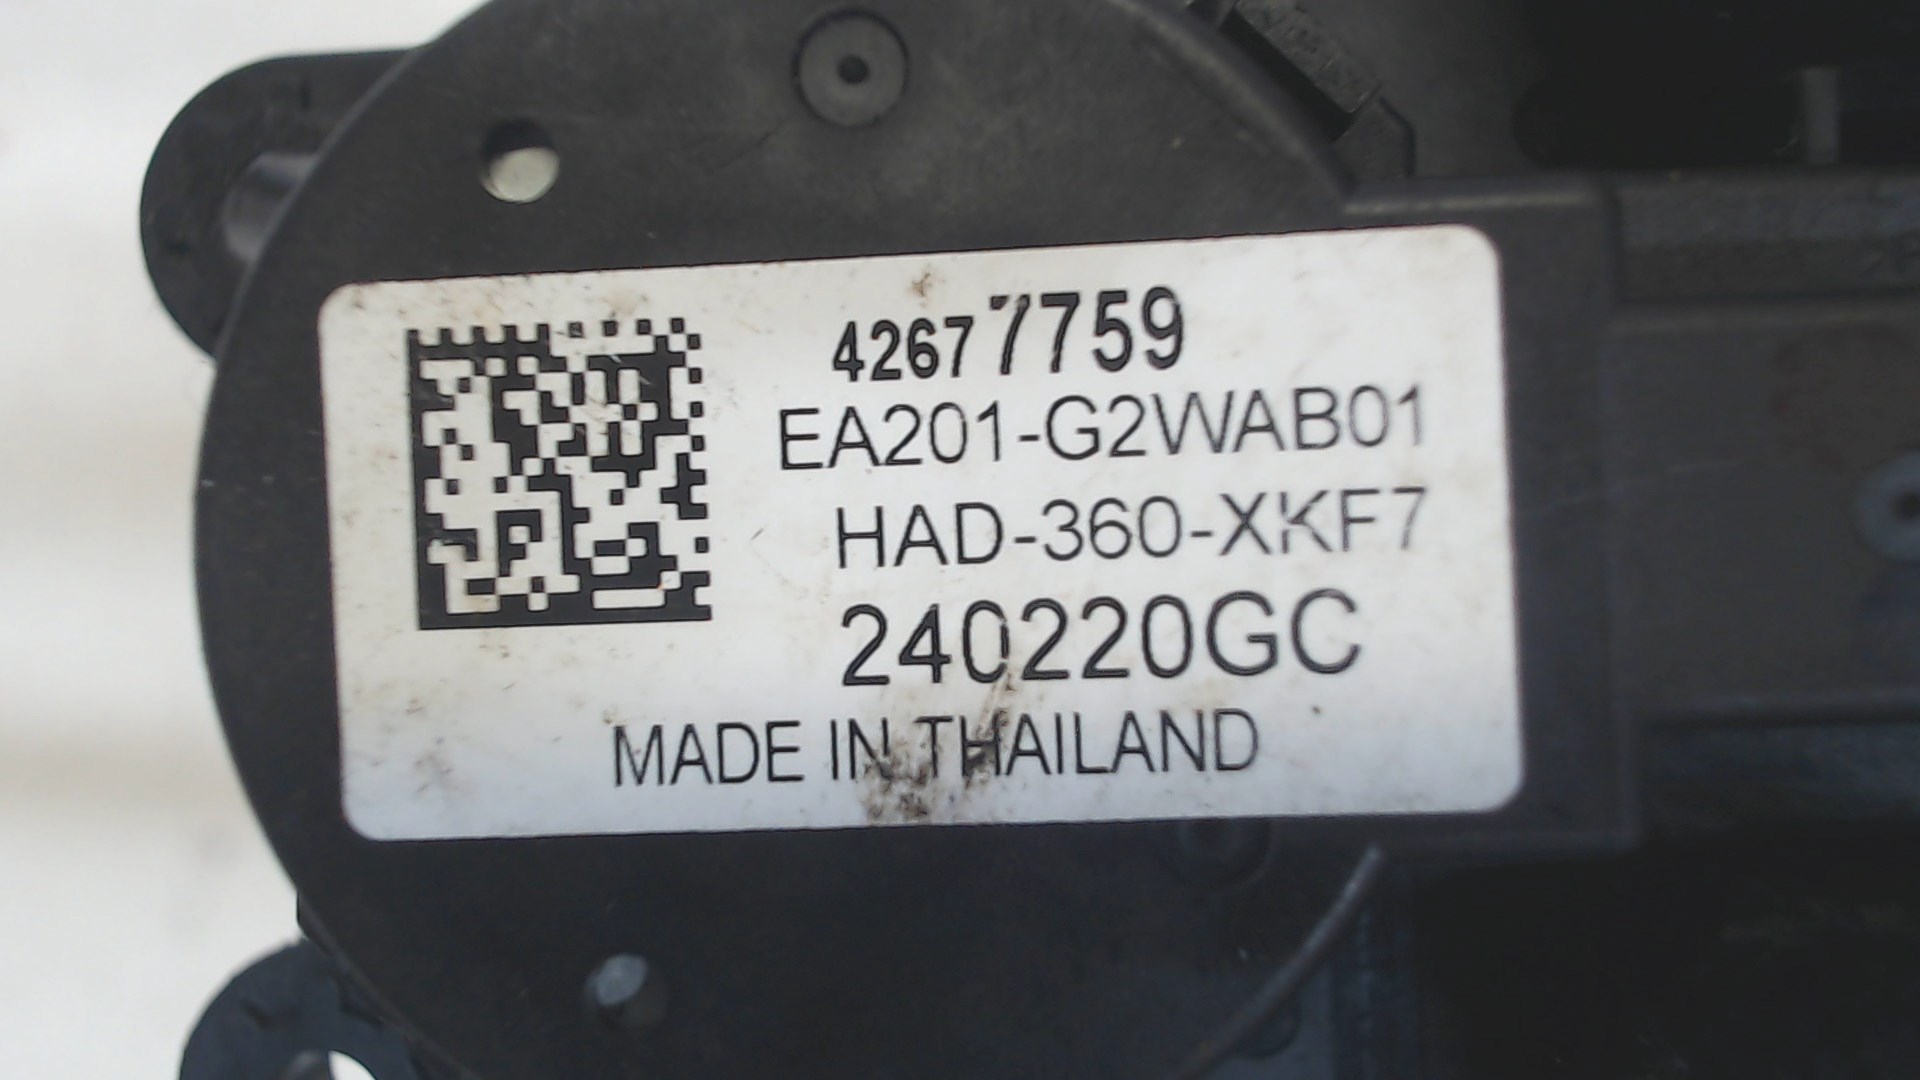 42677759
EA201-G2WAB01
HAD-360-XKF7
240220GC
MADE IN THAILAND